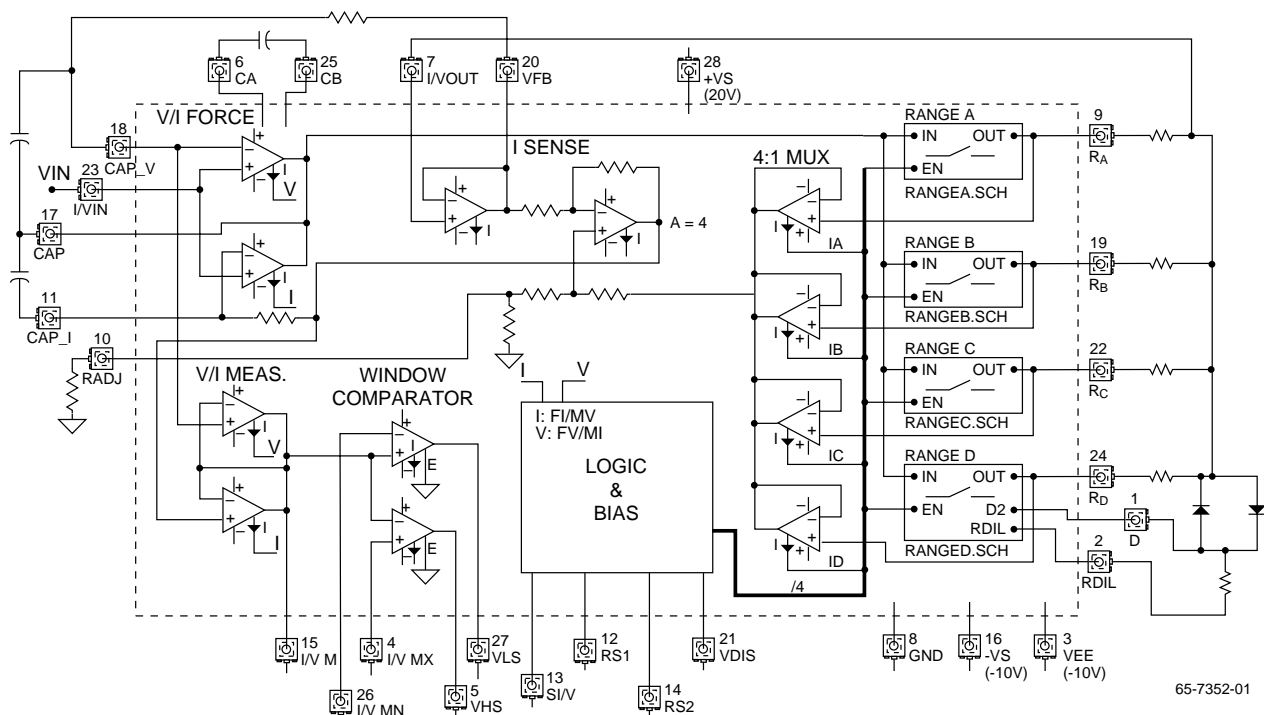 6
CA
25
CB
7
I/VOUT
20
VFB
28
+VS
(20V)
V/I FORCE
18
CAP_V
VIN
23
I/VIN
17
CAP
11
CAP_I
10
RADJ
I
V
I
I SENSE
I
I
A = 4
4:1 MUX
I
IA
I
IB
I
IC
I
ID
/4
RANGE A
IN
OUT
EN
RANGEA.SCH
9
RA
RANGE B
IN
OUT
EN
RANGEB.SCH
19
RB
RANGE C
IN
OUT
EN
RANGEC.SCH
22
RC
RANGE D
IN
OUT
EN
D2
RDIL
RANGED.SCH
24
RD
1
D
2
RDIL
V/I MEAS.
I
V
I
WINDOW
COMPARATOR
I
E
E
I
V
I: FI/MV
V: FV/MI
LOGIC
&
BIAS
15
I/V M
4
I/V MX
27
VLS
12
RS1
21
VDIS
8
GND
16
-VS
(-10V)
3
VEE
(-10V)
26
I/V MN
5
VHS
13
SI/V
14
RS2
65-7352-01